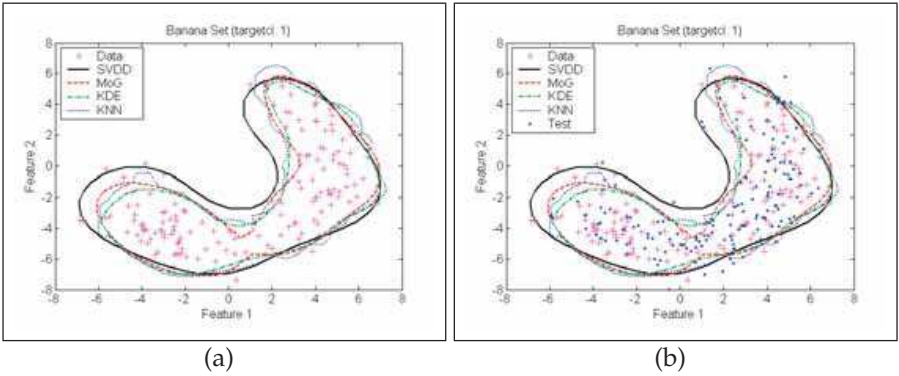 Banana Set (targetcl. 1)
Data
SVDD
MoG
KDE
KNN
Feature 2
8
6
4
2
0
-2
-4
-6
-8
-8 -6 -4 -2 0 2 4 6 8
Feature 1
(a)
Banana Set (targetcl. 1)
Data
SVDD
MoG
KDE
KNN
Test
Feature 2
8
6
4
2
0
-2
-4
-6
-8
-8 -6 -4 -2 0 2 4 6 8
Feature 1
(b)